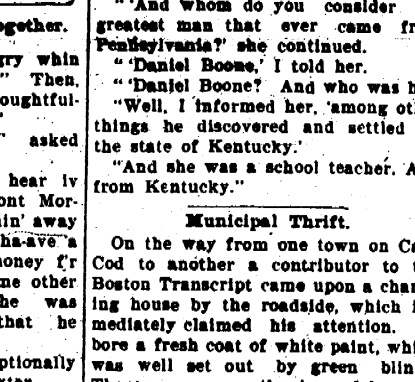 ogether.
gry whin
" Then,
oughtful-
" asked
hear iv
ont Mor-
in' away
ha-ave a
noney f'r
me other
he was
that he
ptionally
"'And whom do you consider
greatest man that ever came fr
Pennsylvania?' she continued.
"'Daniel Boone,' I told her.
"'Daniel Boone? And who was h
"Well, I informed her, 'among ot
things he discovered and settled
the state of Kentucky.'
"And she was a school teacher. A
from Kentucky."
Municipal Thrift.
On the way from one town on Ca
Cod to another a contributor to t
Boston Transcript came upon a char
ing house by the roadside, which i
mediately claimed his attention.
bore a fresh coat of white paint, whi
was well set out by green blin